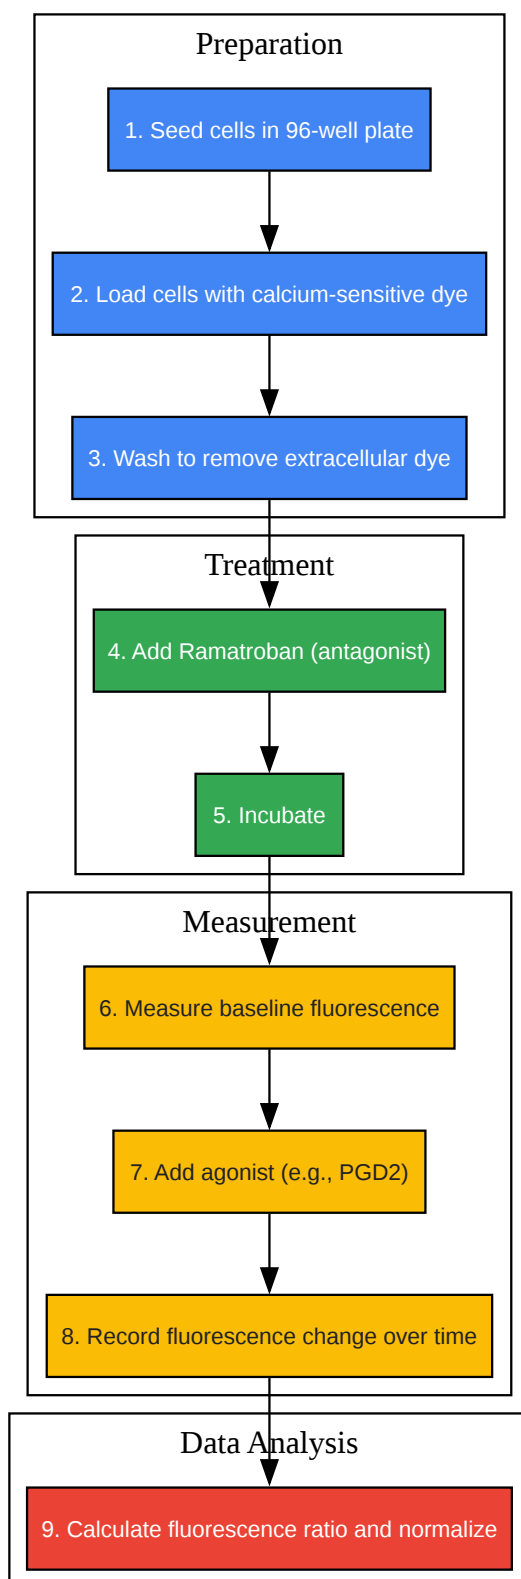 Preparation
1. Seed cells in 96-well plate
2. Load cells with calcium-sensitive dye
3. Wash to remove extracellular dye
Treatment
4. Add Ramatroban (antagonist)
5. Incubate
Measurement
6. Measure baseline fluorescence
7. Add agonist (e.g., PGD2)
8. Record fluorescence change over time
Data Analysis
9. Calculate fluorescence ratio and normalize